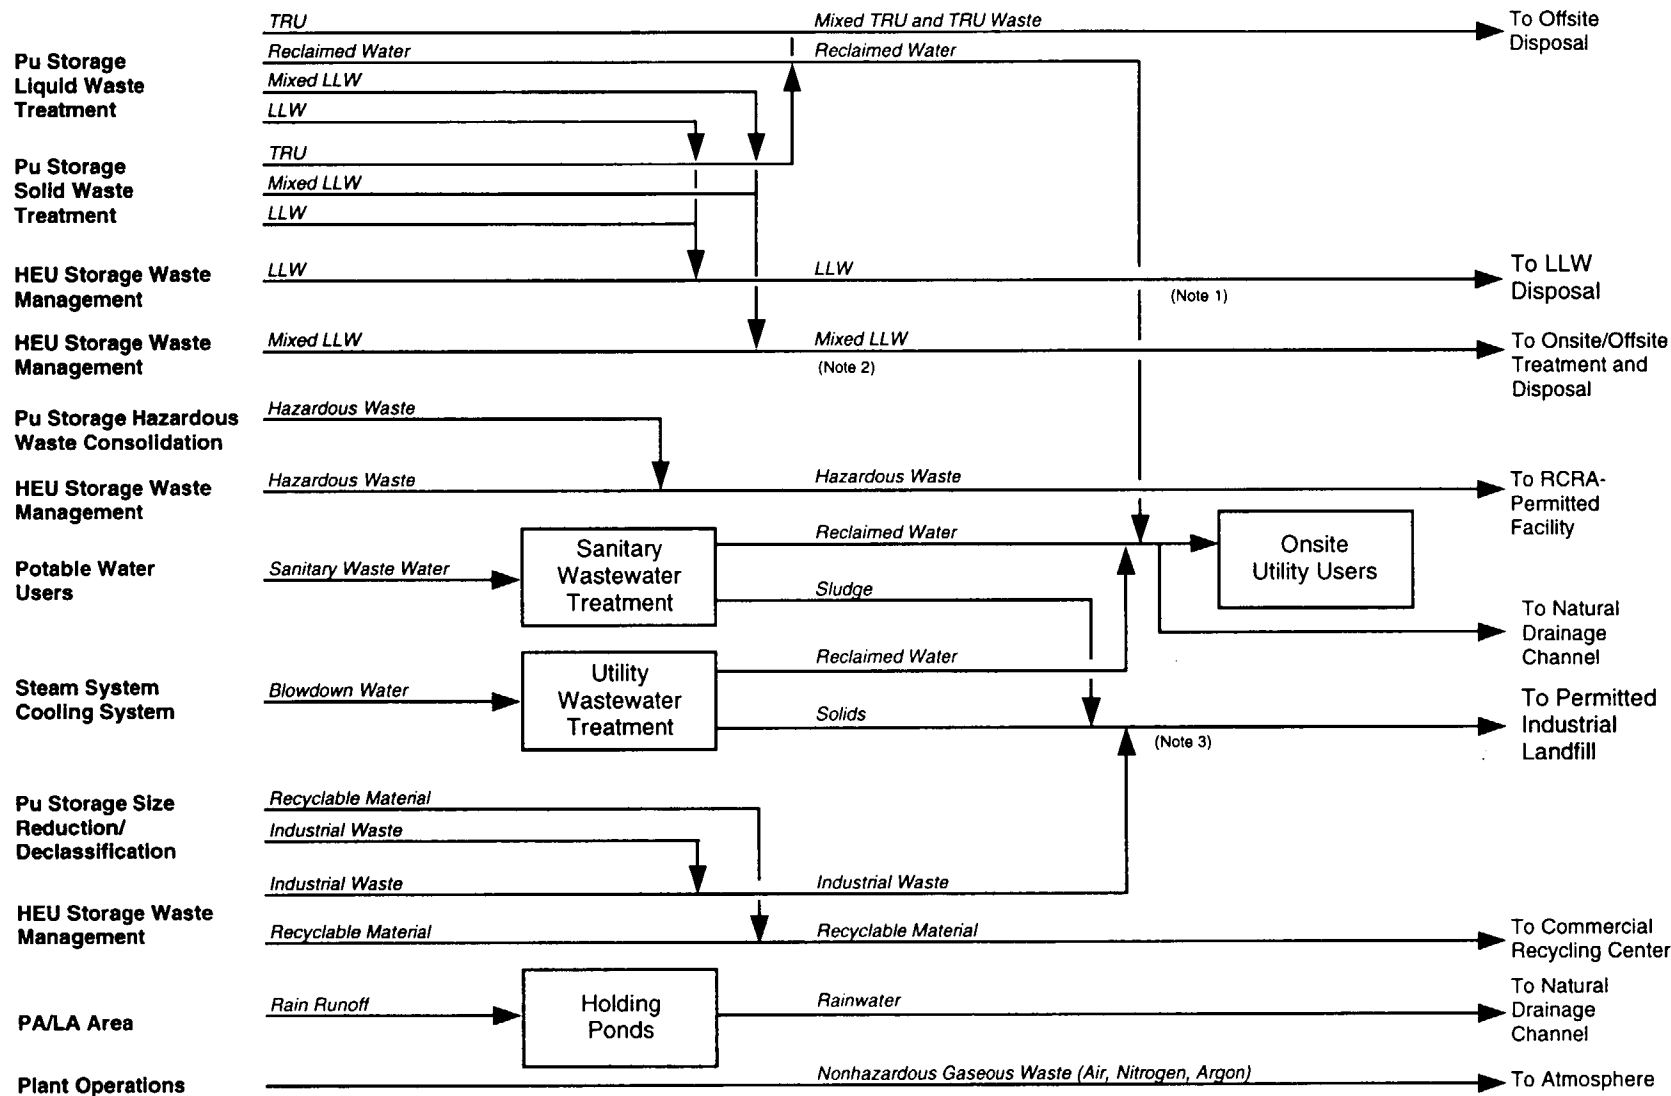 TRU
Mixed TRU and TRU Waste
To Offsite
Disposal
Reclaimed Water
Reclaimed Water
Pu Storage
Liquid Waste
Treatment
Mixed LLW
LLW
TRU
Pu Storage
Solid Waste
Treatment
Mixed LLW
LLW
HEU Storage Waste
Management
LLW
LLW
(Note 1)
To LLW
Disposal
HEU Storage Waste
Management
Mixed LLW
Mixed LLW
(Note 2)
To Onsite/Offsite
Treatment and
Disposal
Pu Storage Hazardous
Waste Consolidation
Hazardous Waste
HEU Storage Waste
Management
Hazardous Waste
Hazardous Waste
To RCRA-
Permitted
Facility
Potable Water
Users
Sanitary Waste Water
Sanitary
Wastewater
Treatment
Reclaimed Water
Sludge
Onsite
Utility Users
To Natural
Drainage
Channel
Steam System
Cooling System
Blowdown Water
Utility
Wastewater
Treatment
Reclaimed Water
Solids
(Note 3)
To Permitted
Industrial
Landfill
Pu Storage Size
Reduction/
Declassification
Recyclable Material
Industrial Waste
HEU Storage Waste
Management
Industrial Waste
Industrial Waste
Recyclable Material
Recyclable Material
To Commercial
Recycling Center
PA/LA Area
Rain Runoff
Holding
Ponds
Rainwater
To Natural
Drainage
Channel
Plant Operations
Nonhazardous Gaseous Waste (Air, Nitrogen, Argon)
To Atmosphere